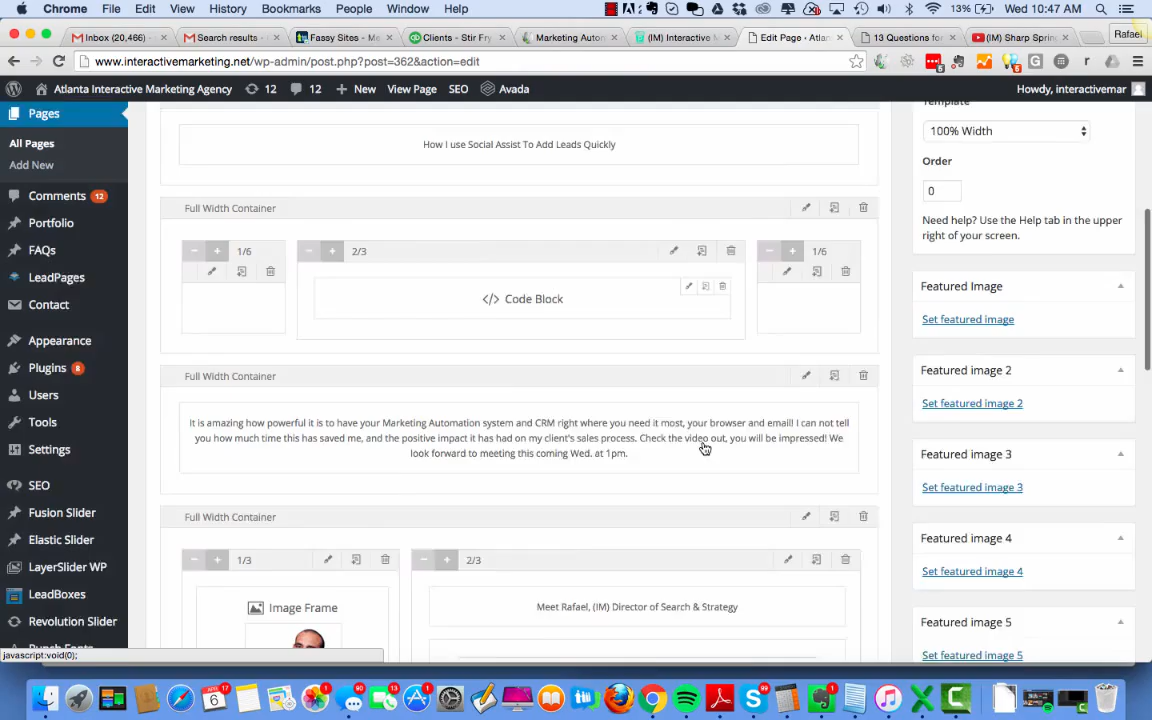 Chrome File Edit View History Bookmarks People Window Help 13% Wed 10:47 AM
Inbox (20,466) - Search results - Fassy Sites - Me Clients - Stir Fry Marketing Auton (IM) Interactive M Edit Page ‹ Atlan 13 Questions for (IM) Sharp Sprin Rafael
www.interactivemarketing.net/wp-admin/post.php?post=362&action=edit
Atlanta Interactive Marketing Agency 12 12 New View Page SEO Avada Howdy, interactivemar
Pages
All Pages
Add New
Comments 12
Portfolio
FAQs
LeadPages
Contact
Appearance
Plugins 8
Users
Tools
Settings
SEO
Fusion Slider
Elastic Slider
LayerSlider WP
LeadBoxes
Revolution Slider
Punch Fonts
javascript:void(0);
How I use Social Assist To Add Leads Quickly
Full Width Container
1/6 2/3 1/6
</> Code Block
Full Width Container
It is amazing how powerful it is to have your Marketing Automation system and CRM right where you need it most, your browser and email! I can not tell
you how much time this has saved me, and the positive impact it has had on my client's sales process. Check the video out, you will be impressed! We
look forward to meeting this coming Wed. at 1pm.
Full Width Container
1/3 2/3
Image Frame
Meet Rafael, (IM) Director of Search & Strategy
Template
100% Width
Order
0
Need help? Use the Help tab in the upper
right of your screen.
Featured Image
Set featured image
Featured image 2
Set featured image 2
Featured image 3
Set featured image 3
Featured image 4
Set featured image 4
Featured image 5
Set featured image 5